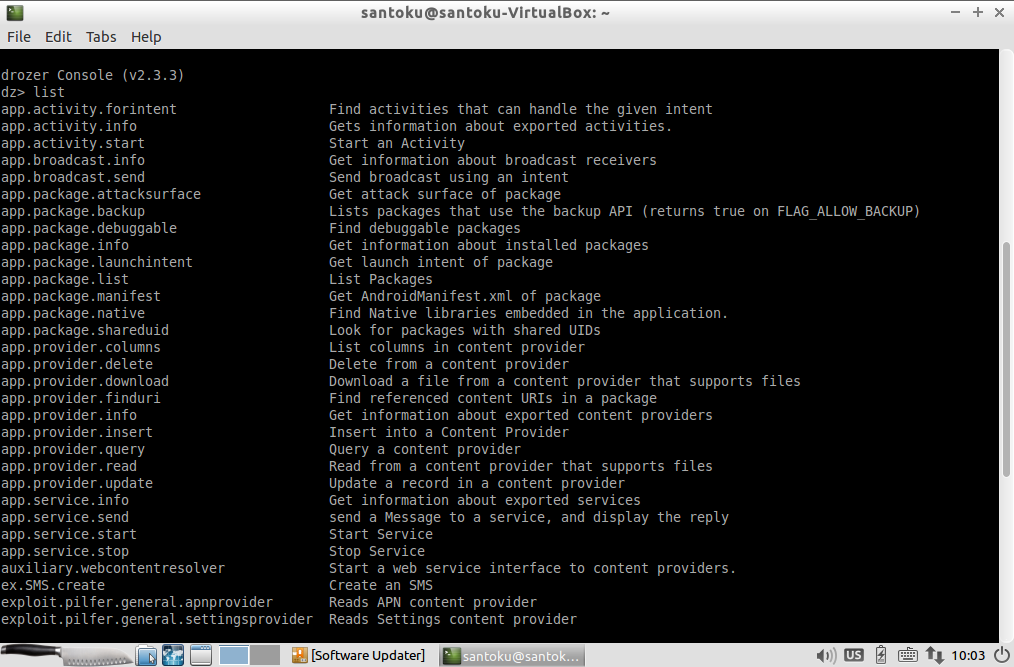 santoku@santoku-VirtualBox: ~
File Edit Tabs Help
drozer Console (v2.3.3)
dz> list
app.activity.forintent Find activities that can handle the given intent
app.activity.info Gets information about exported activities.
app.activity.start Start an Activity
app.broadcast.info Get information about broadcast receivers
app.broadcast.send Send broadcast using an intent
app.package.attacksurface Get attack surface of package
app.package.backup Lists packages that use the backup API (returns true on FLAG_ALLOW_BACKUP)
app.package.debuggable Find debuggable packages
app.package.info Get information about installed packages
app.package.launchintent Get launch intent of package
app.package.list List Packages
app.package.manifest Get AndroidManifest.xml of package
app.package.native Find Native libraries embedded in the application.
app.package.shareduid Look for packages with shared UIDs
app.provider.columns List columns in content provider
app.provider.delete Delete from a content provider
app.provider.download Download a file from a content provider that supports files
app.provider.finduri Find referenced content URIs in a package
app.provider.info Get information about exported content providers
app.provider.insert Insert into a Content Provider
app.provider.query Query a content provider
app.provider.read Read from a content provider that supports files
app.provider.update Update a record in a content provider
app.service.info Get information about exported services
app.service.send send a Message to a service, and display the reply
app.service.start Start Service
app.service.stop Stop Service
auxiliary.webcontentresolver Start a web service interface to content providers.
ex.SMS.create Create an SMS
exploit.pilfer.general.apnprovider Reads APN content provider
exploit.pilfer.general.settingsprovider Reads Settings content provider
[Software Updater] santoku@santok... US 10:03